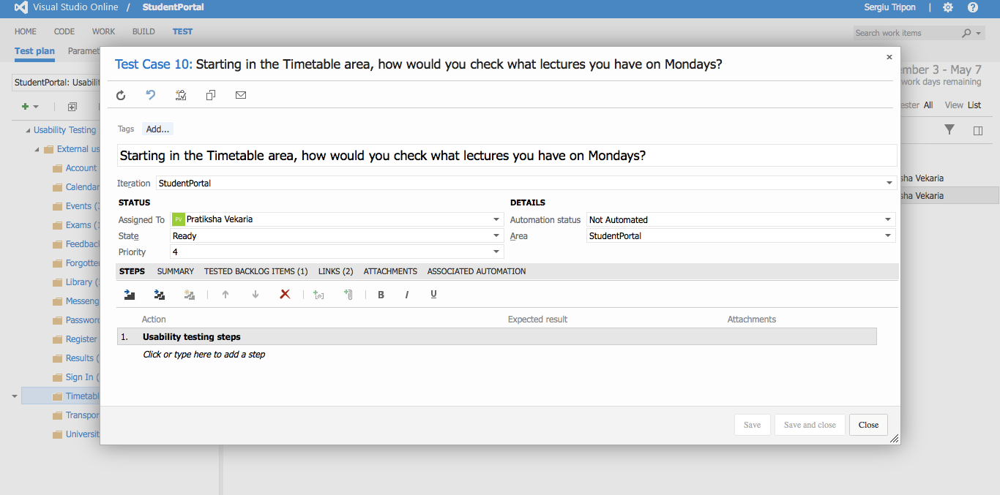 Visual Studio Online / StudentPortal
Sergiu Tripon |
HOME CODE WORK BUILD TEST
Search work items
Test plan Paramet
StudentPortal: Usabilit
mber 3 - May 7
work days remaining
ester All View List
Usability Testing
External us
Account
Calendar
Events (
Exams (
Feedback
Forgotte
Library (
Messeng
Password
Register
Results (
Sign In (
Timetabl
Transpor
Universit
sha Vekaria
sha Vekaria
Test Case 10: Starting in the Timetable area, how would you check what lectures you have on Mondays?
Tags Add...
Starting in the Timetable area, how would you check what lectures you have on Mondays?
Iteration StudentPortal
STATUS DETAILS
Assigned To PV Pratiksha Vekaria Automation status Not Automated
State Ready Area StudentPortal
Priority 4
STEPS SUMMARY TESTED BACKLOG ITEMS (1) LINKS (2) ATTACHMENTS ASSOCIATED AUTOMATION
B I U
Action Expected result Attachments
1. Usability testing steps
Click or type here to add a step
Save Save and close Close